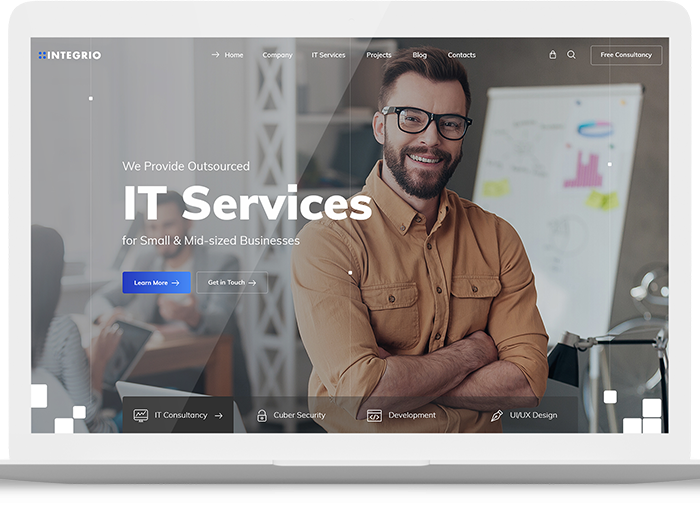 INTEGRIO
Home Company IT Services Projects Blog Contacts
Free Consultancy
We Provide Outsourced
IT Services
for Small & Mid-sized Businesses
Learn More
Get in Touch
IT Consultancy
Cuber Security
Development
UI/UX Design